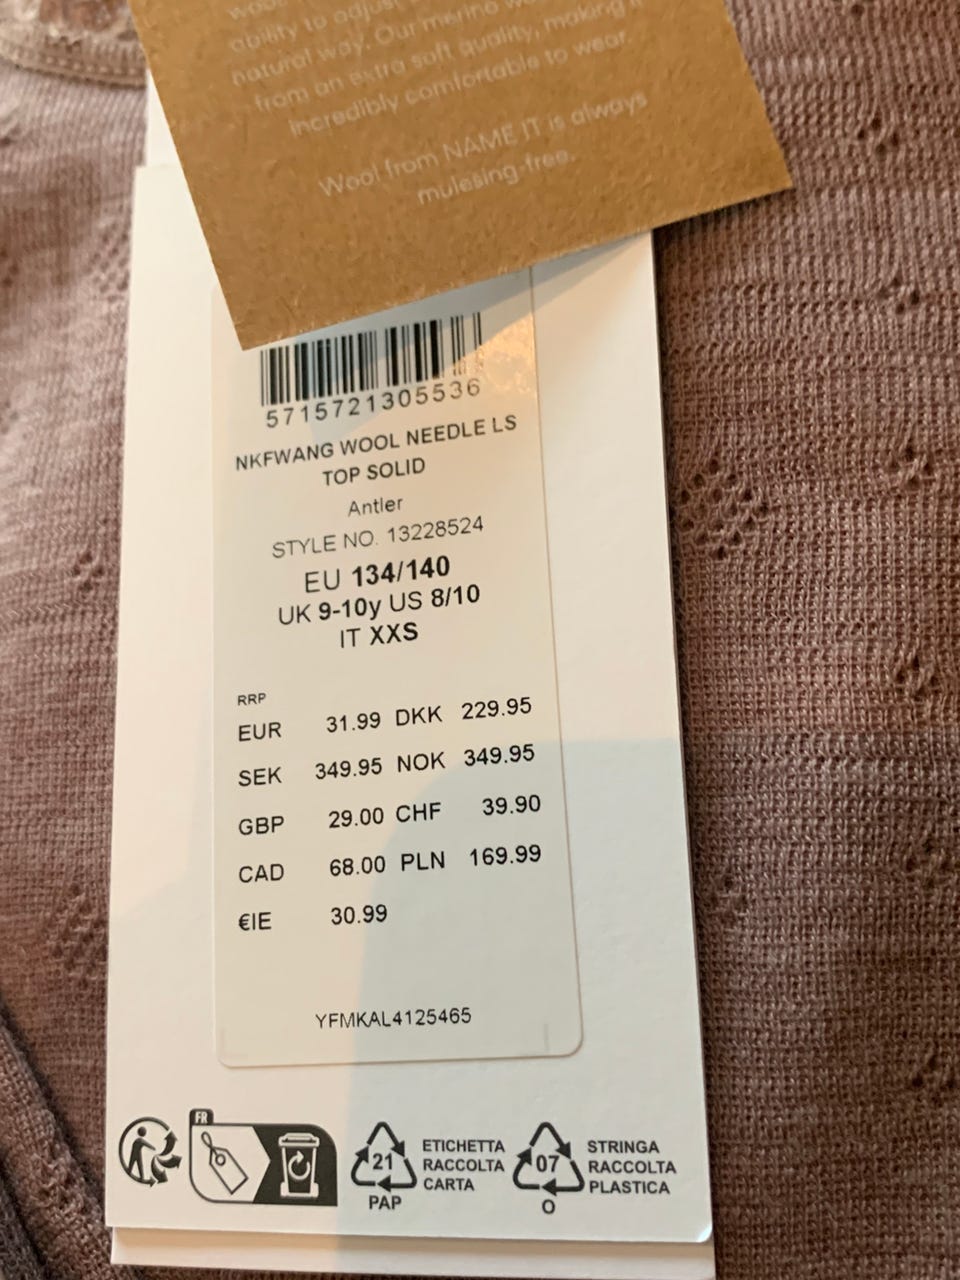 ability to adjust
natural way. Our merino
from an extra soft quality, making it
incredibly comfortable to wear.
Wool from NAME IT is always
mulesing-free.
5715721305536
NKFWANG WOOL NEEDLE LS
TOP SOLID
Antler
STYLE NO. 13228524
EU 134/140
UK 9-10y US 8/10
IT XXS
RRP
EUR 31.99 DKK 229.95
SEK 349.95 NOK 349.95
GBP 29.00 CHF 39.90
CAD 68.00 PLN 169.99
€IE 30.99
YFMKAL4125465
FR
21
PAP
ETICHETTA
RACCOLTA
CARTA
07
O
STRINGA
RACCOLTA
PLASTICA